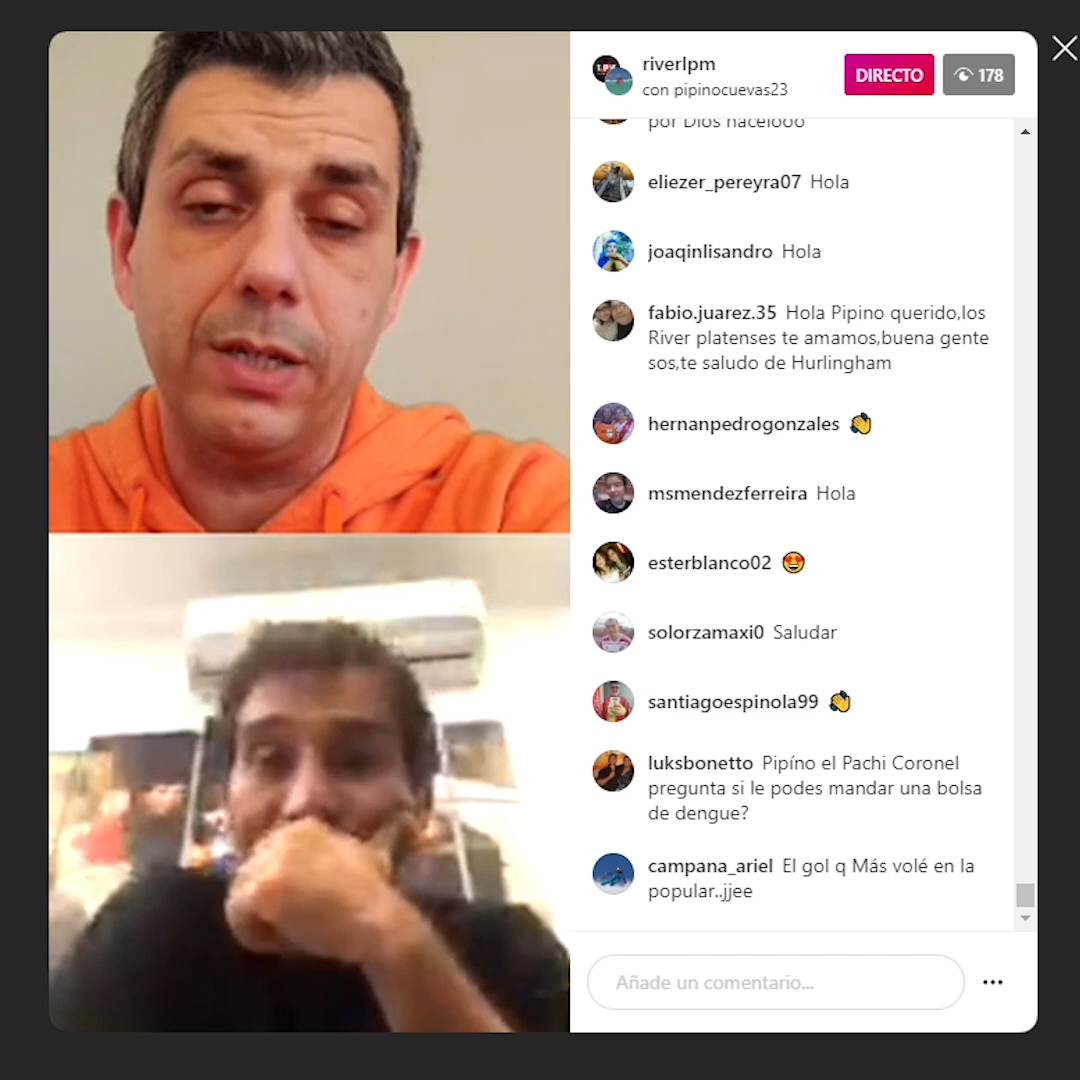 riverlpm
con pipinocuevas23
DIRECTO
178
por Dios hacelooo
eliezer_pereyra07 Hola
joaqinlisandro Hola
fabio.juarez.35 Hola Pipino querido,los
River platenses te amamos,buena gente
sos,te saludo de Hurlingham
hernanpedrogonzales 👏
msmendezferreira Hola
esterblanco02 😍
solorzamaxi0 Saludar
santiagoespinola99 👏
luksbonetto Pipíno el Pachi Coronel
pregunta si le podes mandar una bolsa
de dengue?
campana_ariel El gol q Más volé en la
popular..jjee
Añade un comentario...